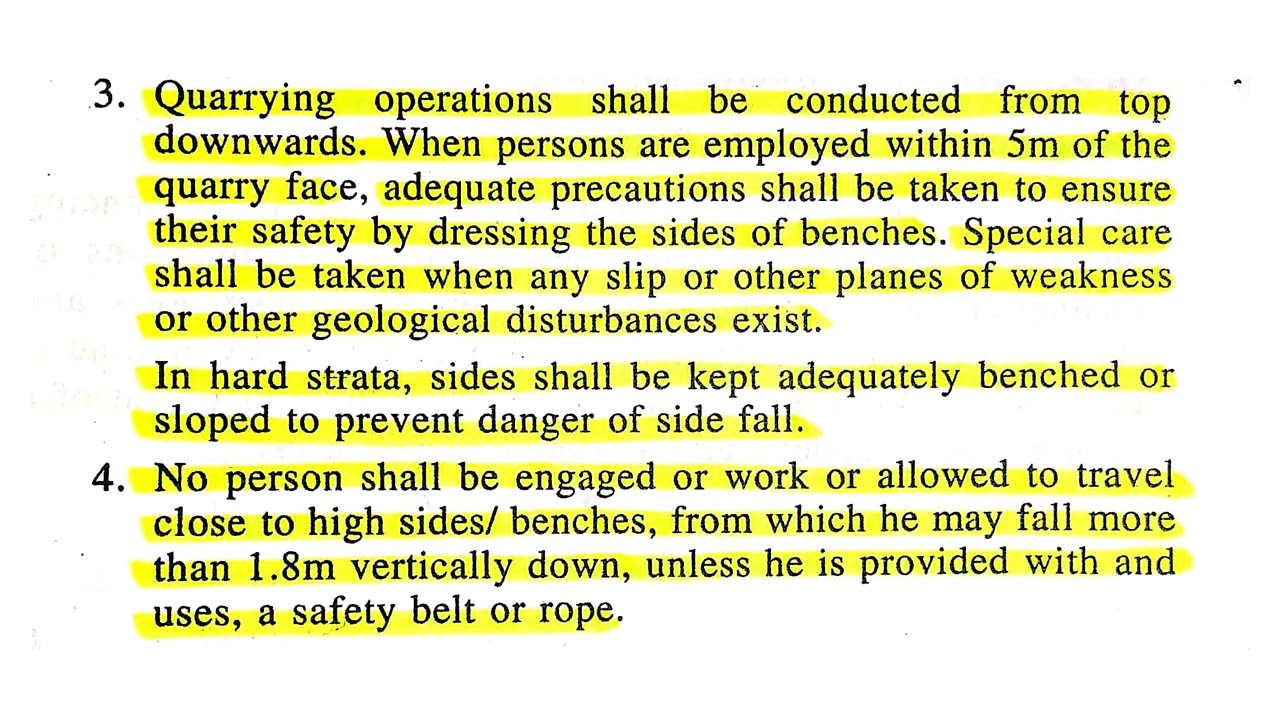 3. Quarrying operations shall be conducted from top
downwards. When persons are employed within 5m of the
quarry face, adequate precautions shall be taken to ensure
their safety by dressing the sides of benches. Special care
shall be taken when any slip or other planes of weakness
or other geological disturbances exist.
In hard strata, sides shall be kept adequately benched or
sloped to prevent danger of side fall.
4. No person shall be engaged or work or allowed to travel
close to high sides/ benches, from which he may fall more
than 1.8m vertically down, unless he is provided with and
uses, a safety belt or rope.